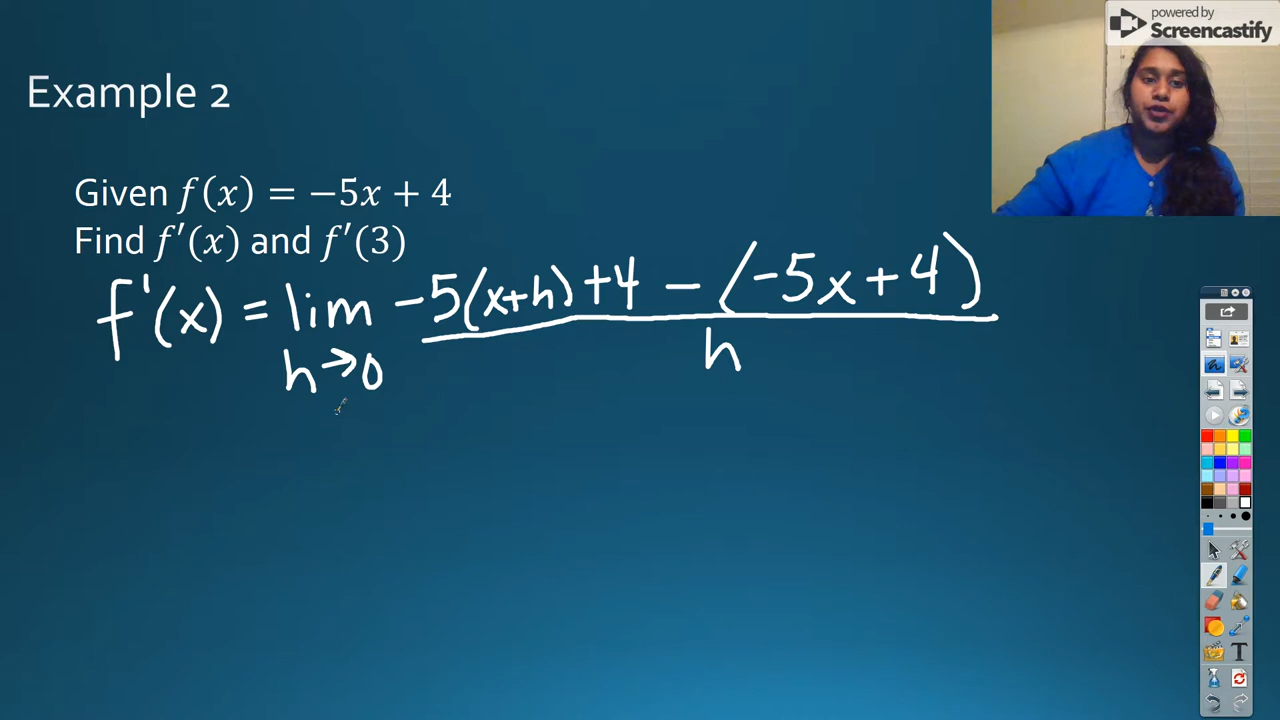 powered by
Screencastify
Example 2
Given f(x) = −5x + 4
Find f′(x) and f′(3)
f'(x) = lim -5(x+h) +4 - (-5x+4)
h→0 h
T